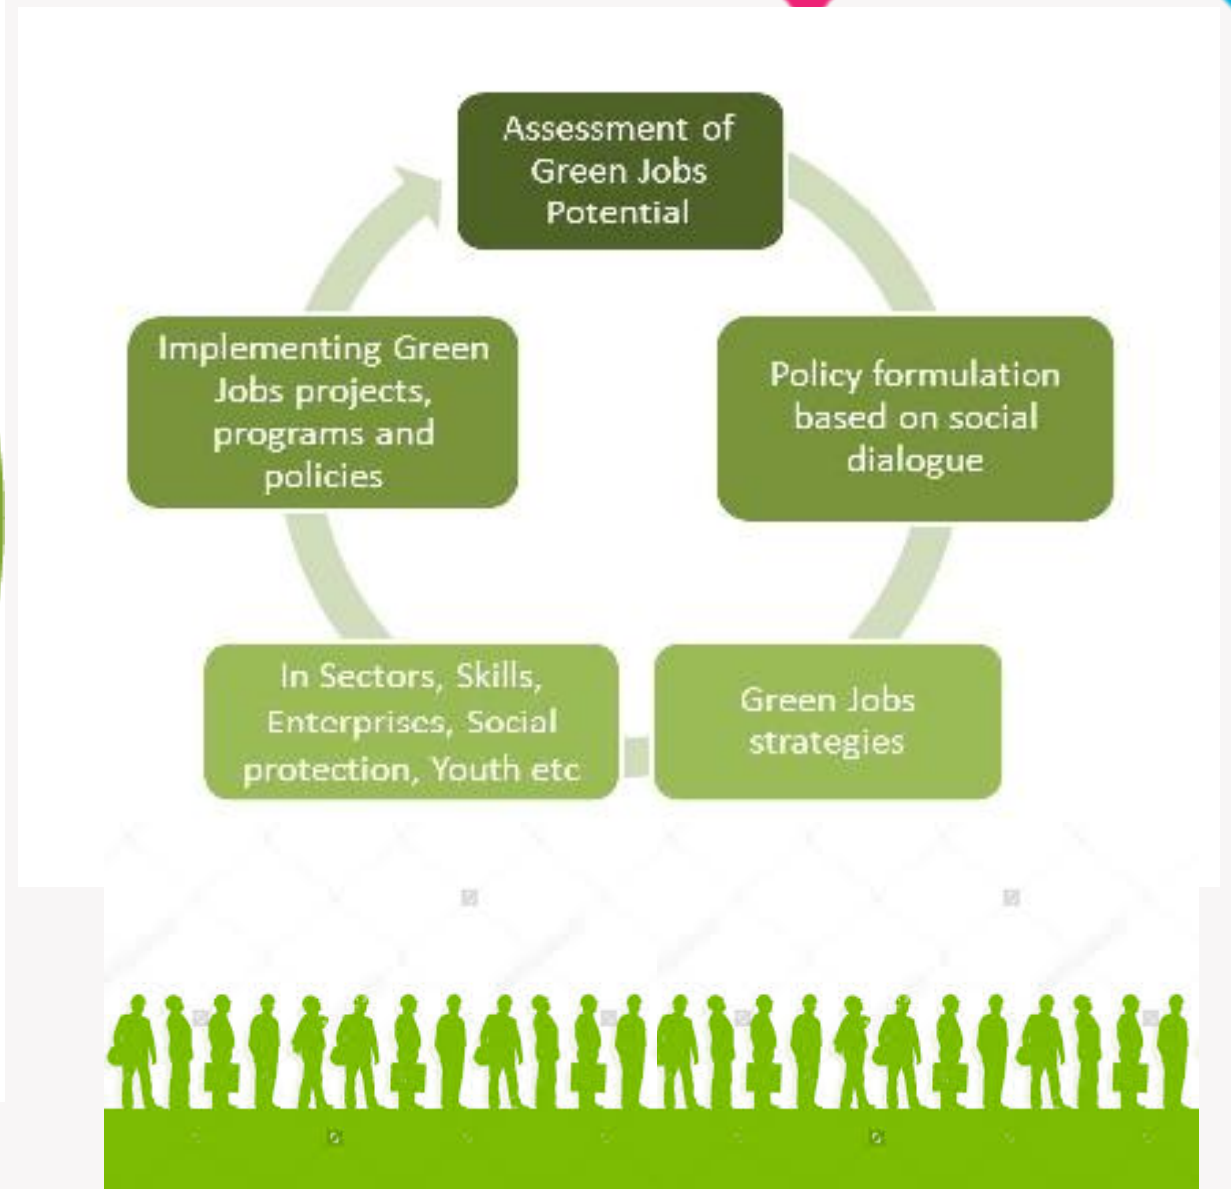 Assessment of
Green Jobs
Potential
Policy formulation
based on social
dialogue
Green Jobs
strategies
In Sectors, Skills,
Enterprises, Social
protection, Youth etc
Implementing Green
Jobs projects,
programs and
policies